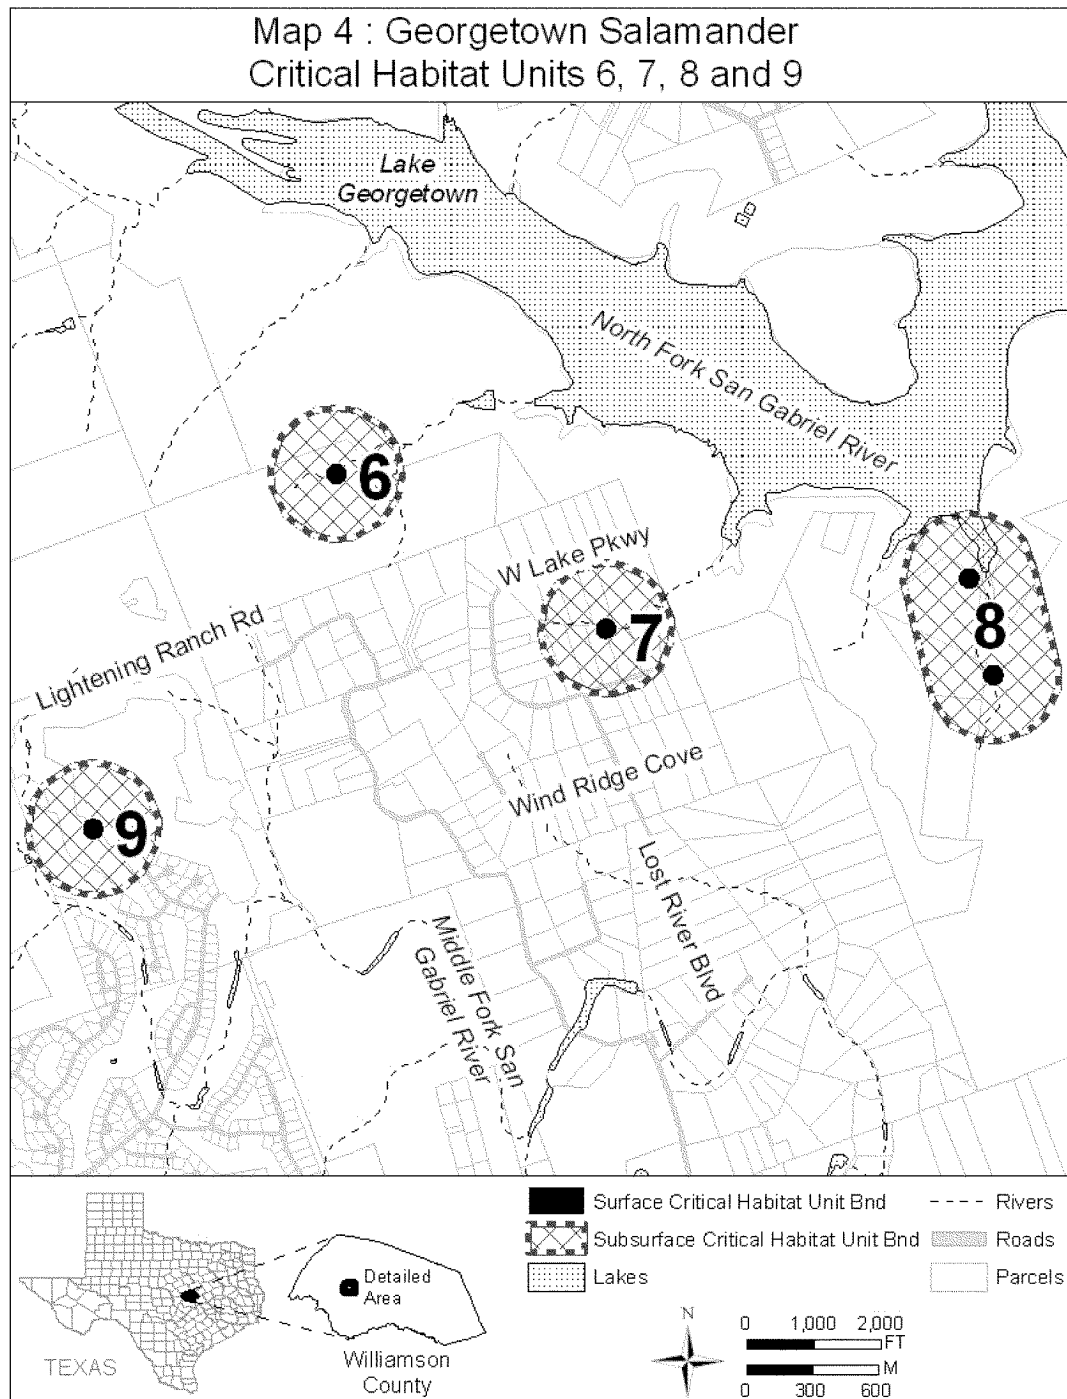 Map 4 : Georgetown Salamander
Critical Habitat Units 6, 7, 8 and 9
Lake
Georgetown
North Fork San Gabriel River
6
W Lake Pkwy
7
8
Lightening Ranch Rd
Wind Ridge Cove
9
Lost River Blvd
Middle Fork San
Gabriel River
TEXAS
Detailed
Area
Williamson
County
Surface Critical Habitat Unit Bnd
Subsurface Critical Habitat Unit Bnd
Lakes
Rivers
Roads
Parcels
N
0 1,000 2,000
FT
M
0 300 600